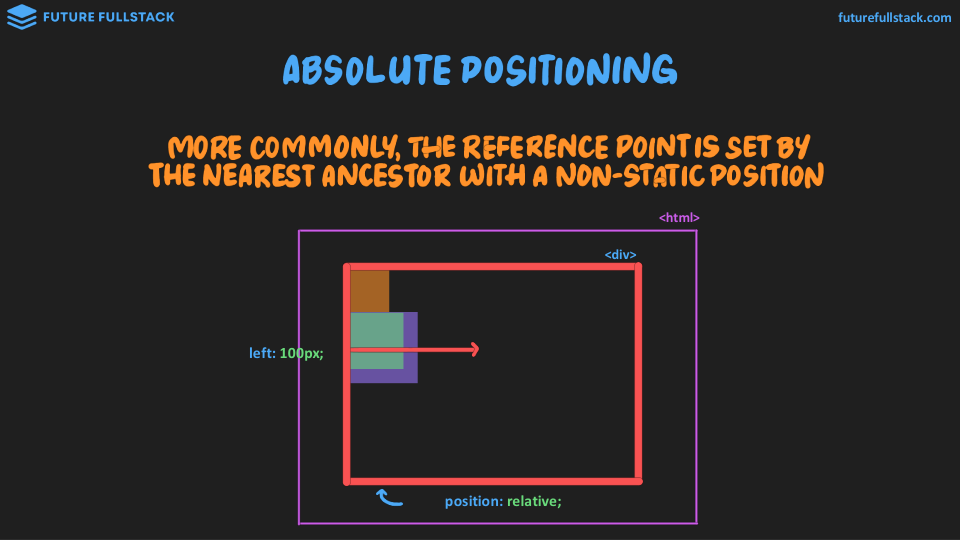 FUTURE FULLSTACK
futurefullstack.com
ABSOLUTE POSITIONING
MORE COMMONLY, THE REFERENCE POINT IS SET BY
THE NEAREST ANCESTOR WITH A NON-STATIC POSITION
<html>
<div>
left: 100px;
position: relative;